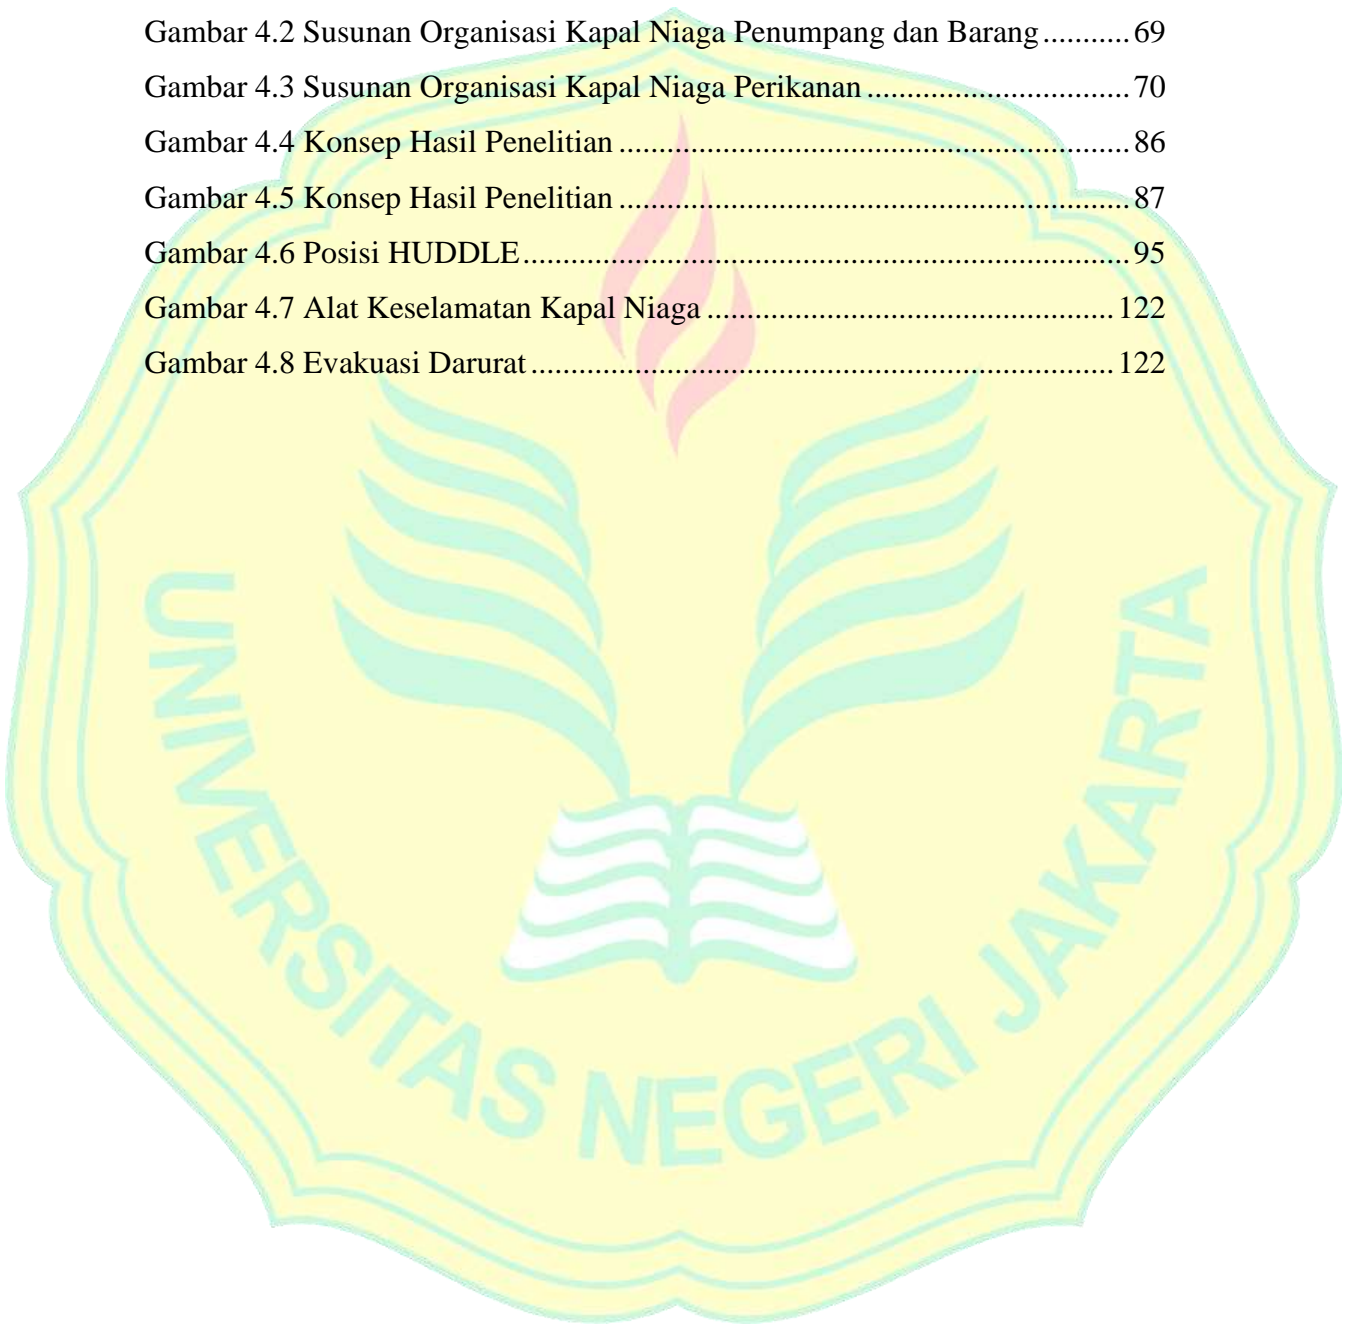 Gambar 4.2 Susunan Organisasi Kapal Niaga Penumpang dan Barang...........69
Gambar 4.3 Susunan Organisasi Kapal Niaga Perikanan.................................70
Gambar 4.4 Konsep Hasil Penelitian................................................................86
Gambar 4.5 Konsep Hasil Penelitian................................................................87
Gambar 4.6 Posisi HUDDLE............................................................................95
Gambar 4.7 Alat Keselamatan Kapal Niaga...................................................122
Gambar 4.8 Evakuasi Darurat.........................................................................122
UNIVERSITAS NEGERI JAKARTA